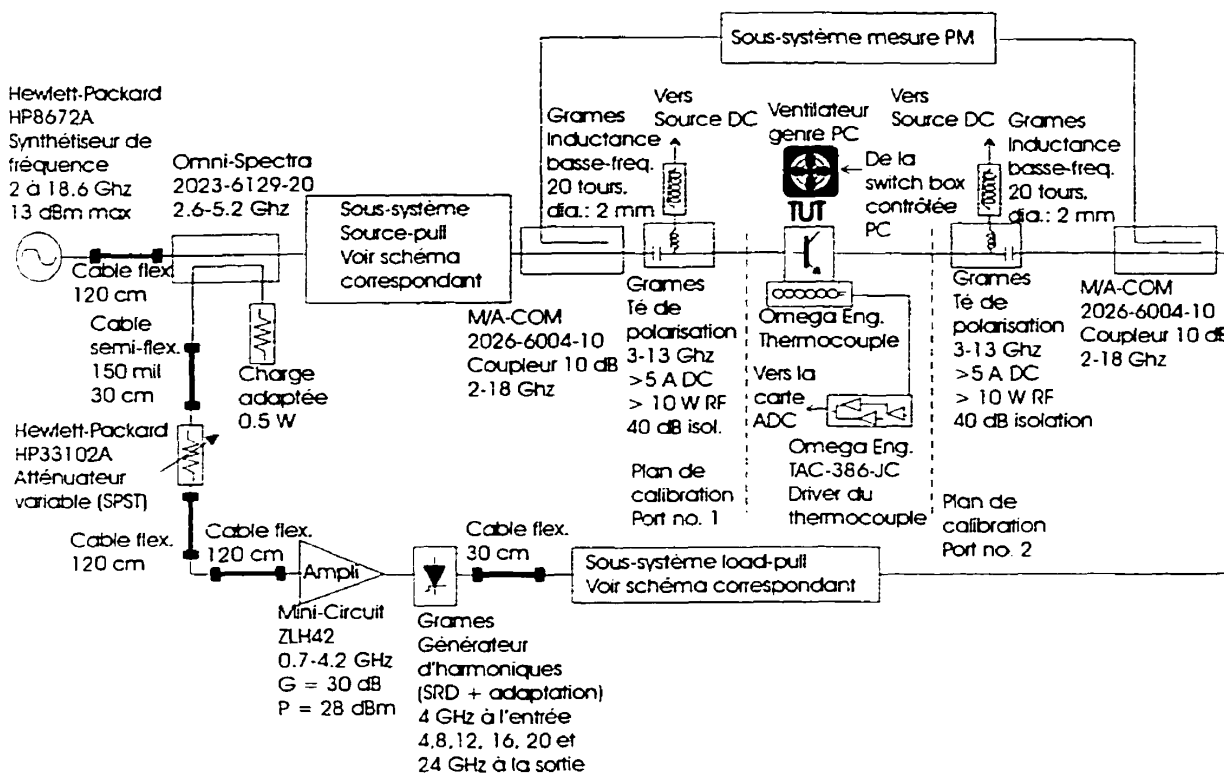 Sous-système mesure PM
Hewlett-Packard
HP8672A
Synthétiseur de
fréquence
2 à 18.6 Ghz
13 dBm max
Omni-Spectra
2023-6129-20
2.6-5.2 Ghz
Cable flex.
120 cm
Sous-système
Source-pull
Voir schéma
correspondant
Grames
Inductance
basse-freq.
20 tours.
dia.: 2 mm
Vers
Source DC
Ventilateur
genre PC
TUT
De la
switch box
contrôlée
PC
Vers
Source DC
Grames
Inductance
basse-freq.
20 tours.
dia.: 2 mm
Cable
semi-flex.
150 mil
30 cm
Charge
adaptée
0.5 W
M/A-COM
2026-6004-10
Coupleur 10 dB
2-18 Ghz
Grames
Té de
polarisation
3-13 Ghz
>5 A DC
> 10 W RF
40 dB isol.
Omega Eng.
Thermocouple
Vers la
carte
ADC
Omega Eng.
TAC-386-JC
Driver du
thermocouple
Grames
Té de
polarisation
3-13 Ghz
>5 A DC
> 10 W RF
40 dB isolation
M/A-COM
2026-6004-10
Coupleur 10 dB
2-18 Ghz
Plan de
calibration
Port no. 1
Plan de
calibration
Port no. 2
Hewlett-Packard
HP33102A
Atténuateur
variable (SPST)
Cable flex.
120 cm
Cable flex.
120 cm
Ampli
Mini-Circuit
ZLH42
0.7-4.2 GHz
G = 30 dB
P = 28 dBm
Grames
Générateur
d'harmoniques
(SRD + adaptation)
4 GHz à l'entrée
4,8,12, 16, 20 et
24 GHz à la sortie
Cable flex.
30 cm
Sous-système load-pull
Voir schéma correspondant